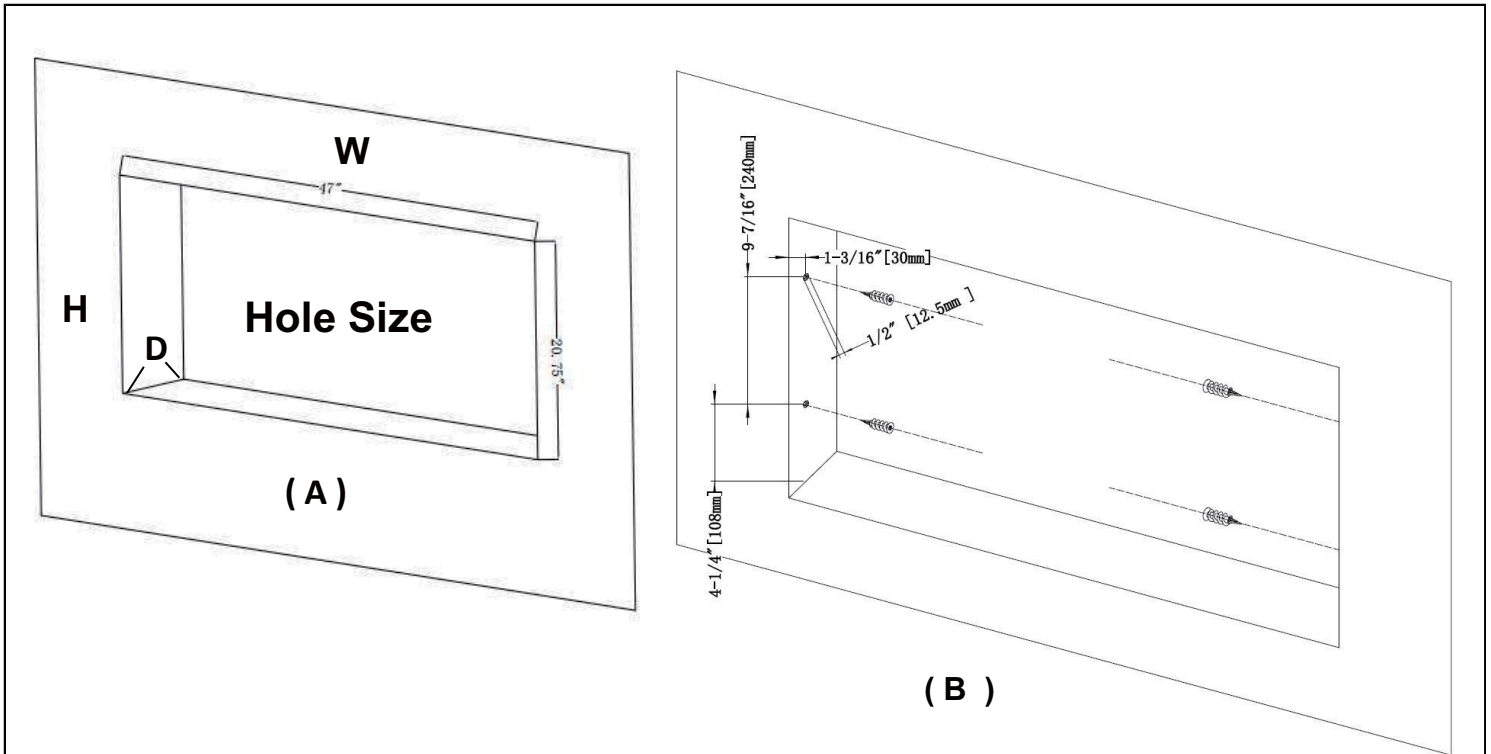 W
47"
H
Hole Size
D
20.75"
( A )
9-7/16"[240mm]
1-3/16"[30mm]
1/2" [12.5mm ]
4-1/4"[108mm]
( B )